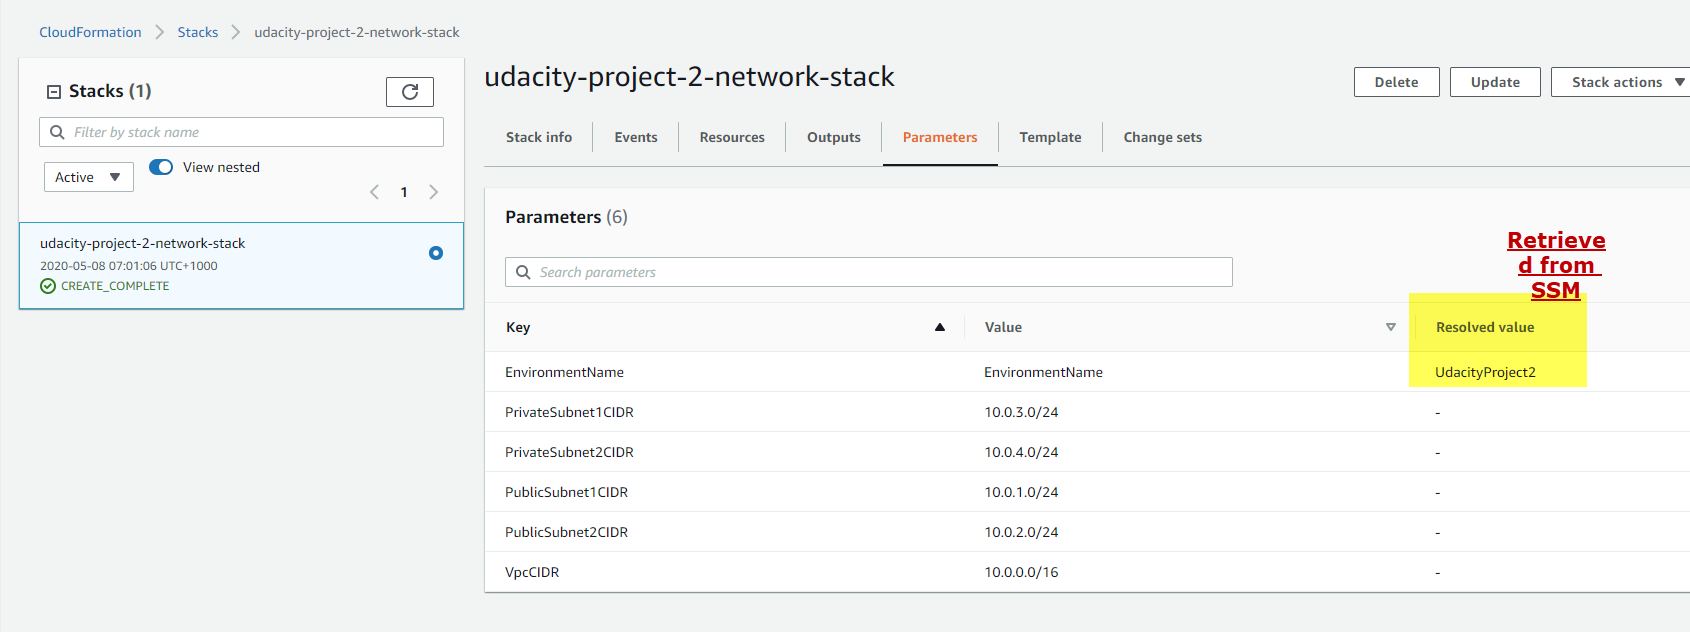 CloudFormation > Stacks > udacity-project-2-network-stack
Stacks (1)
Filter by stack name
Active
View nested
1
udacity-project-2-network-stack
2020-05-08 07:01:06 UTC+1000
CREATE_COMPLETE
udacity-project-2-network-stack
Delete Update Stack actions
Stack info Events Resources Outputs Parameters Template Change sets
Parameters (6)
Search parameters
Retrieve
d from
SSM
Key Value Resolved value
EnvironmentName EnvironmentName UdacityProject2
PrivateSubnet1CIDR 10.0.3.0/24 -
PrivateSubnet2CIDR 10.0.4.0/24 -
PublicSubnet1CIDR 10.0.1.0/24 -
PublicSubnet2CIDR 10.0.2.0/24 -
VpcCIDR 10.0.0.0/16 -